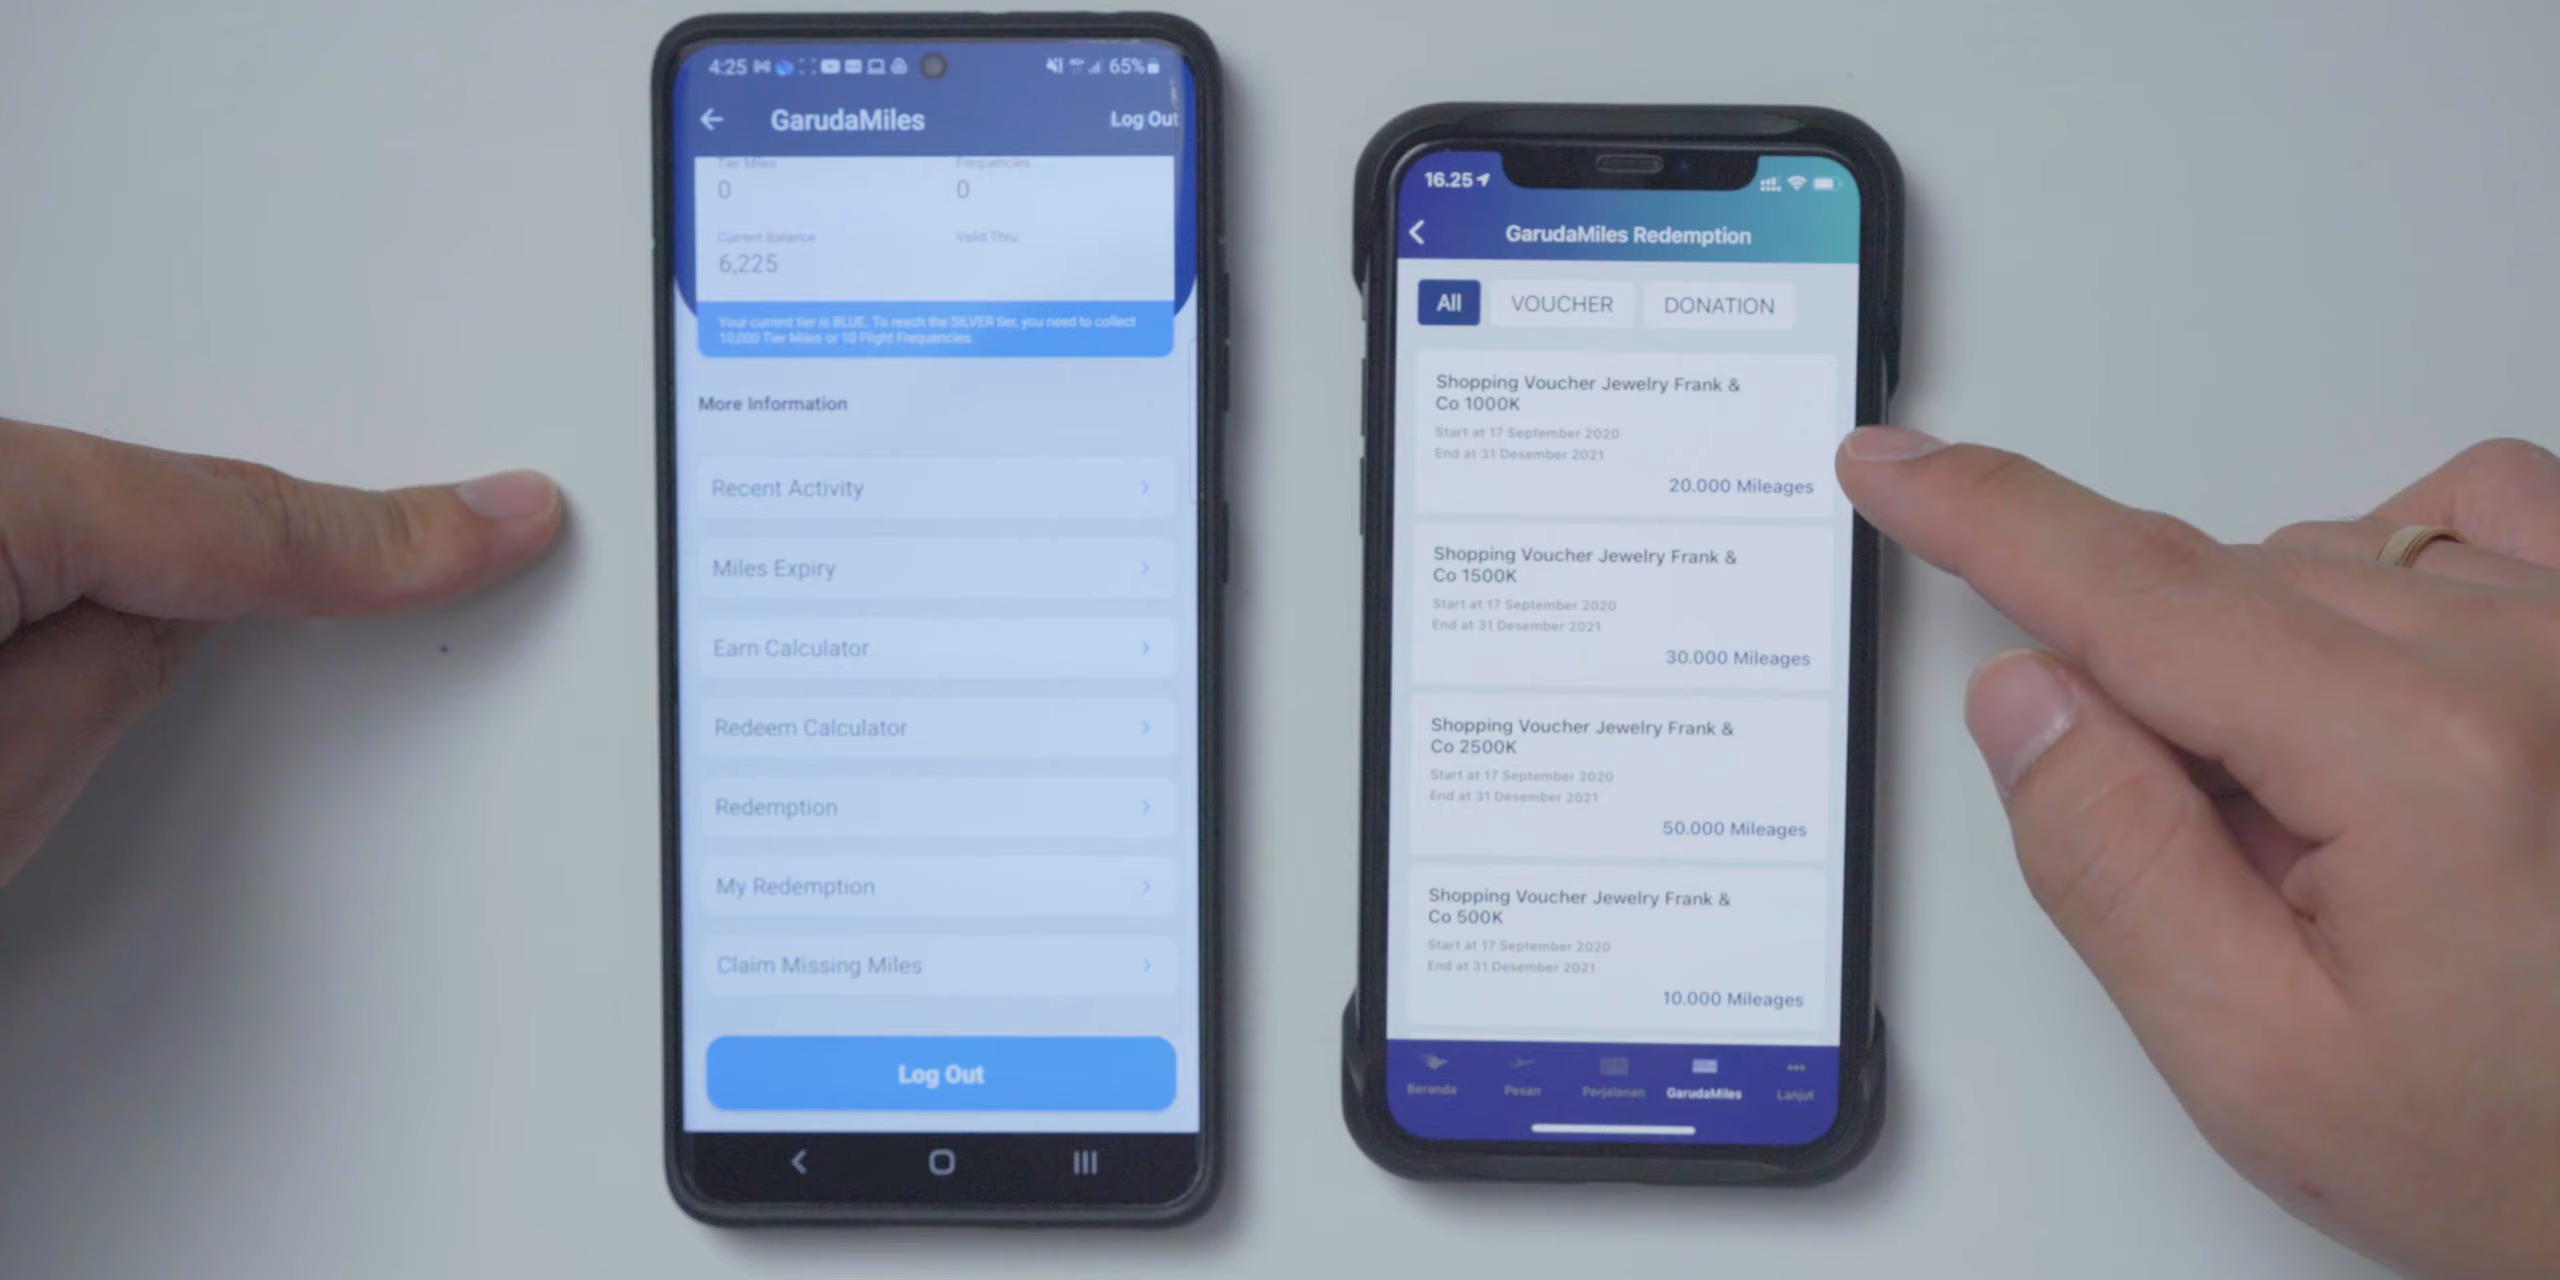 4:25
65%
GarudaMiles
Log Out
Tier Miles
Frequencies
0
0
Current Balance
Valid Thru
6,225
Your current tier is BLUE. To reach the SILVER tier, you need to collect
10,000 Tier Miles or 10 Flight Frequencies.
More Information
Recent Activity
Miles Expiry
Earn Calculator
Redeem Calculator
Redemption
My Redemption
Claim Missing Miles
Log Out
16.25
GarudaMiles Redemption
All
VOUCHER
DONATION
Shopping Voucher Jewelry Frank &
Co 1000K
Start at 17 September 2020
End at 31 Desember 2021
20.000 Mileages
Shopping Voucher Jewelry Frank &
Co 1500K
Start at 17 September 2020
End at 31 Desember 2021
30.000 Mileages
Shopping Voucher Jewelry Frank &
Co 2500K
Start at 17 September 2020
End at 31 Desember 2021
50.000 Mileages
Shopping Voucher Jewelry Frank &
Co 500K
Start at 17 September 2020
End at 31 Desember 2021
10.000 Mileages
Beranda
Pesan
Perjalanan
GarudaMiles
Lanjut